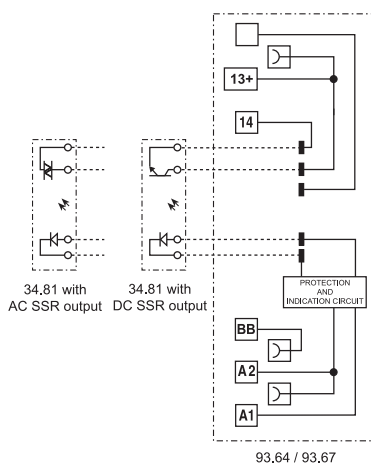 13+
14
34.81 with
AC SSR output
34.81 with
DC SSR output
PROTECTION
AND
INDICATION CIRCUIT
BB
A2
A1
93.64 / 93.67